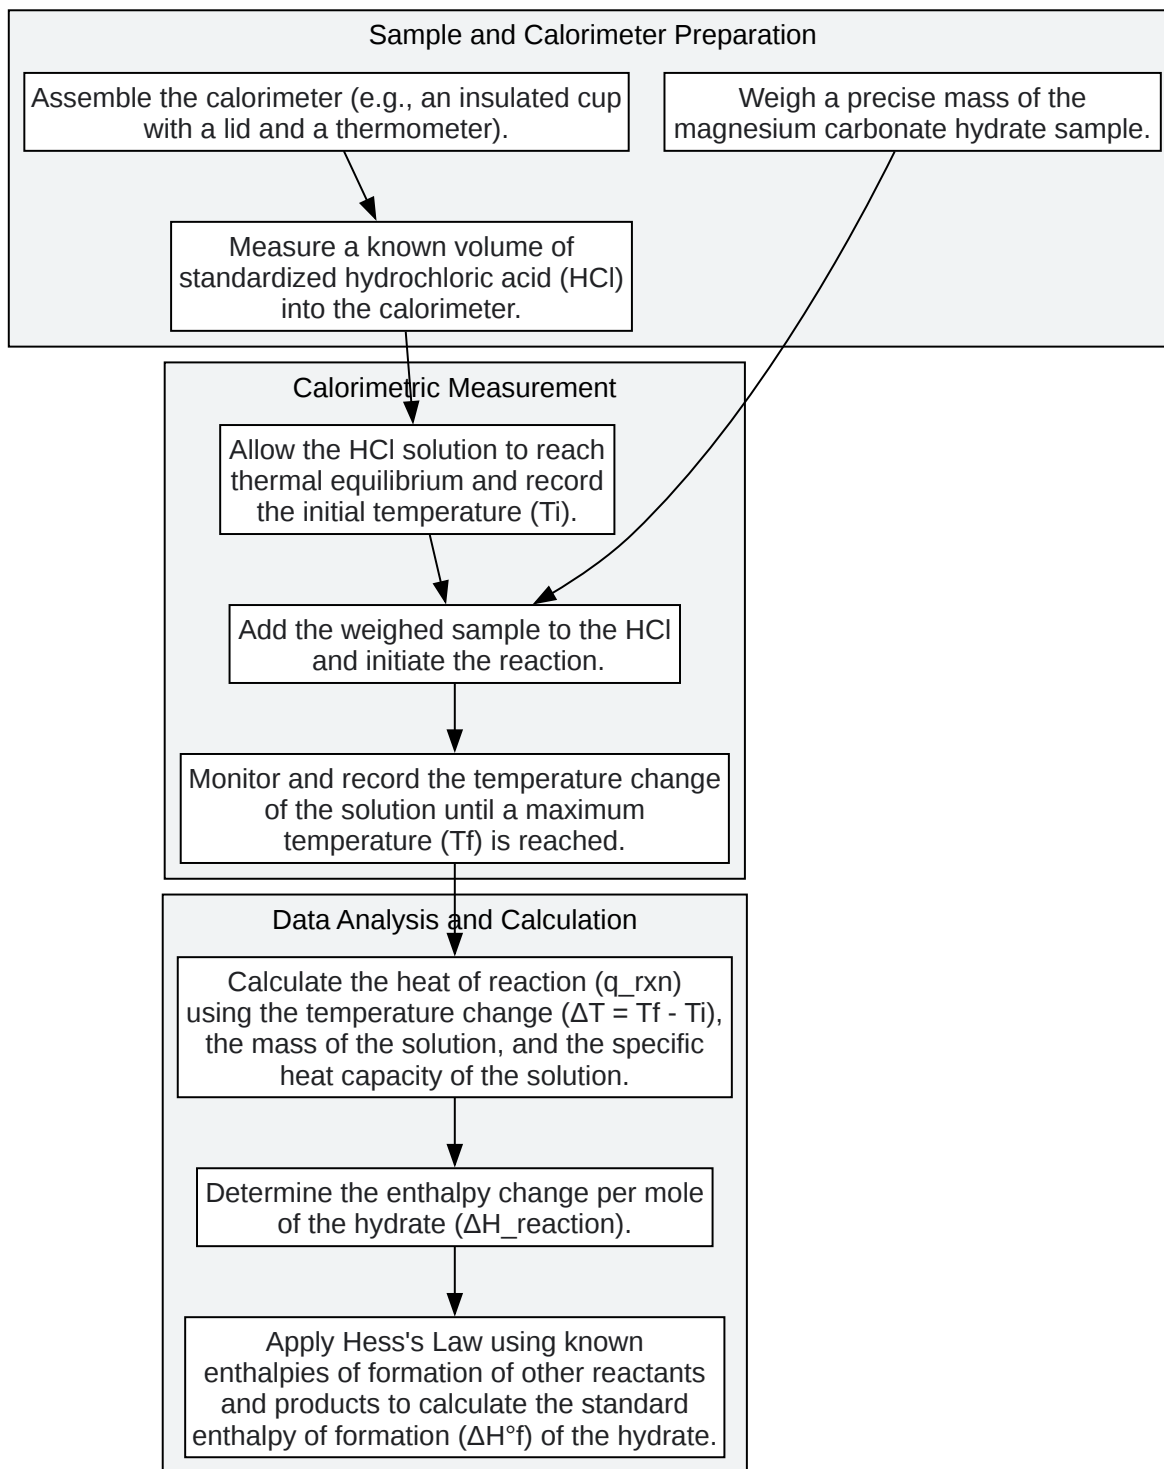 Sample and Calorimeter Preparation
Assemble the calorimeter (e.g., an insulated cup
with a lid and a thermometer).
Weigh a precise mass of the
magnesium carbonate hydrate sample.
Measure a known volume of
standardized hydrochloric acid (HCl)
into the calorimeter.
Calorimetric Measurement
Allow the HCl solution to reach
thermal equilibrium and record
the initial temperature (Ti).
Add the weighed sample to the HCl
and initiate the reaction.
Monitor and record the temperature change
of the solution until a maximum
temperature (Tf) is reached.
Data Analysis and Calculation
Calculate the heat of reaction (q_rxn)
using the temperature change (ΔT = Tf - Ti),
the mass of the solution, and the specific
heat capacity of the solution.
Determine the enthalpy change per mole
of the hydrate (ΔH_reaction).
Apply Hess's Law using known
enthalpies of formation of other reactants
and products to calculate the standard
enthalpy of formation (ΔH°f) of the hydrate.